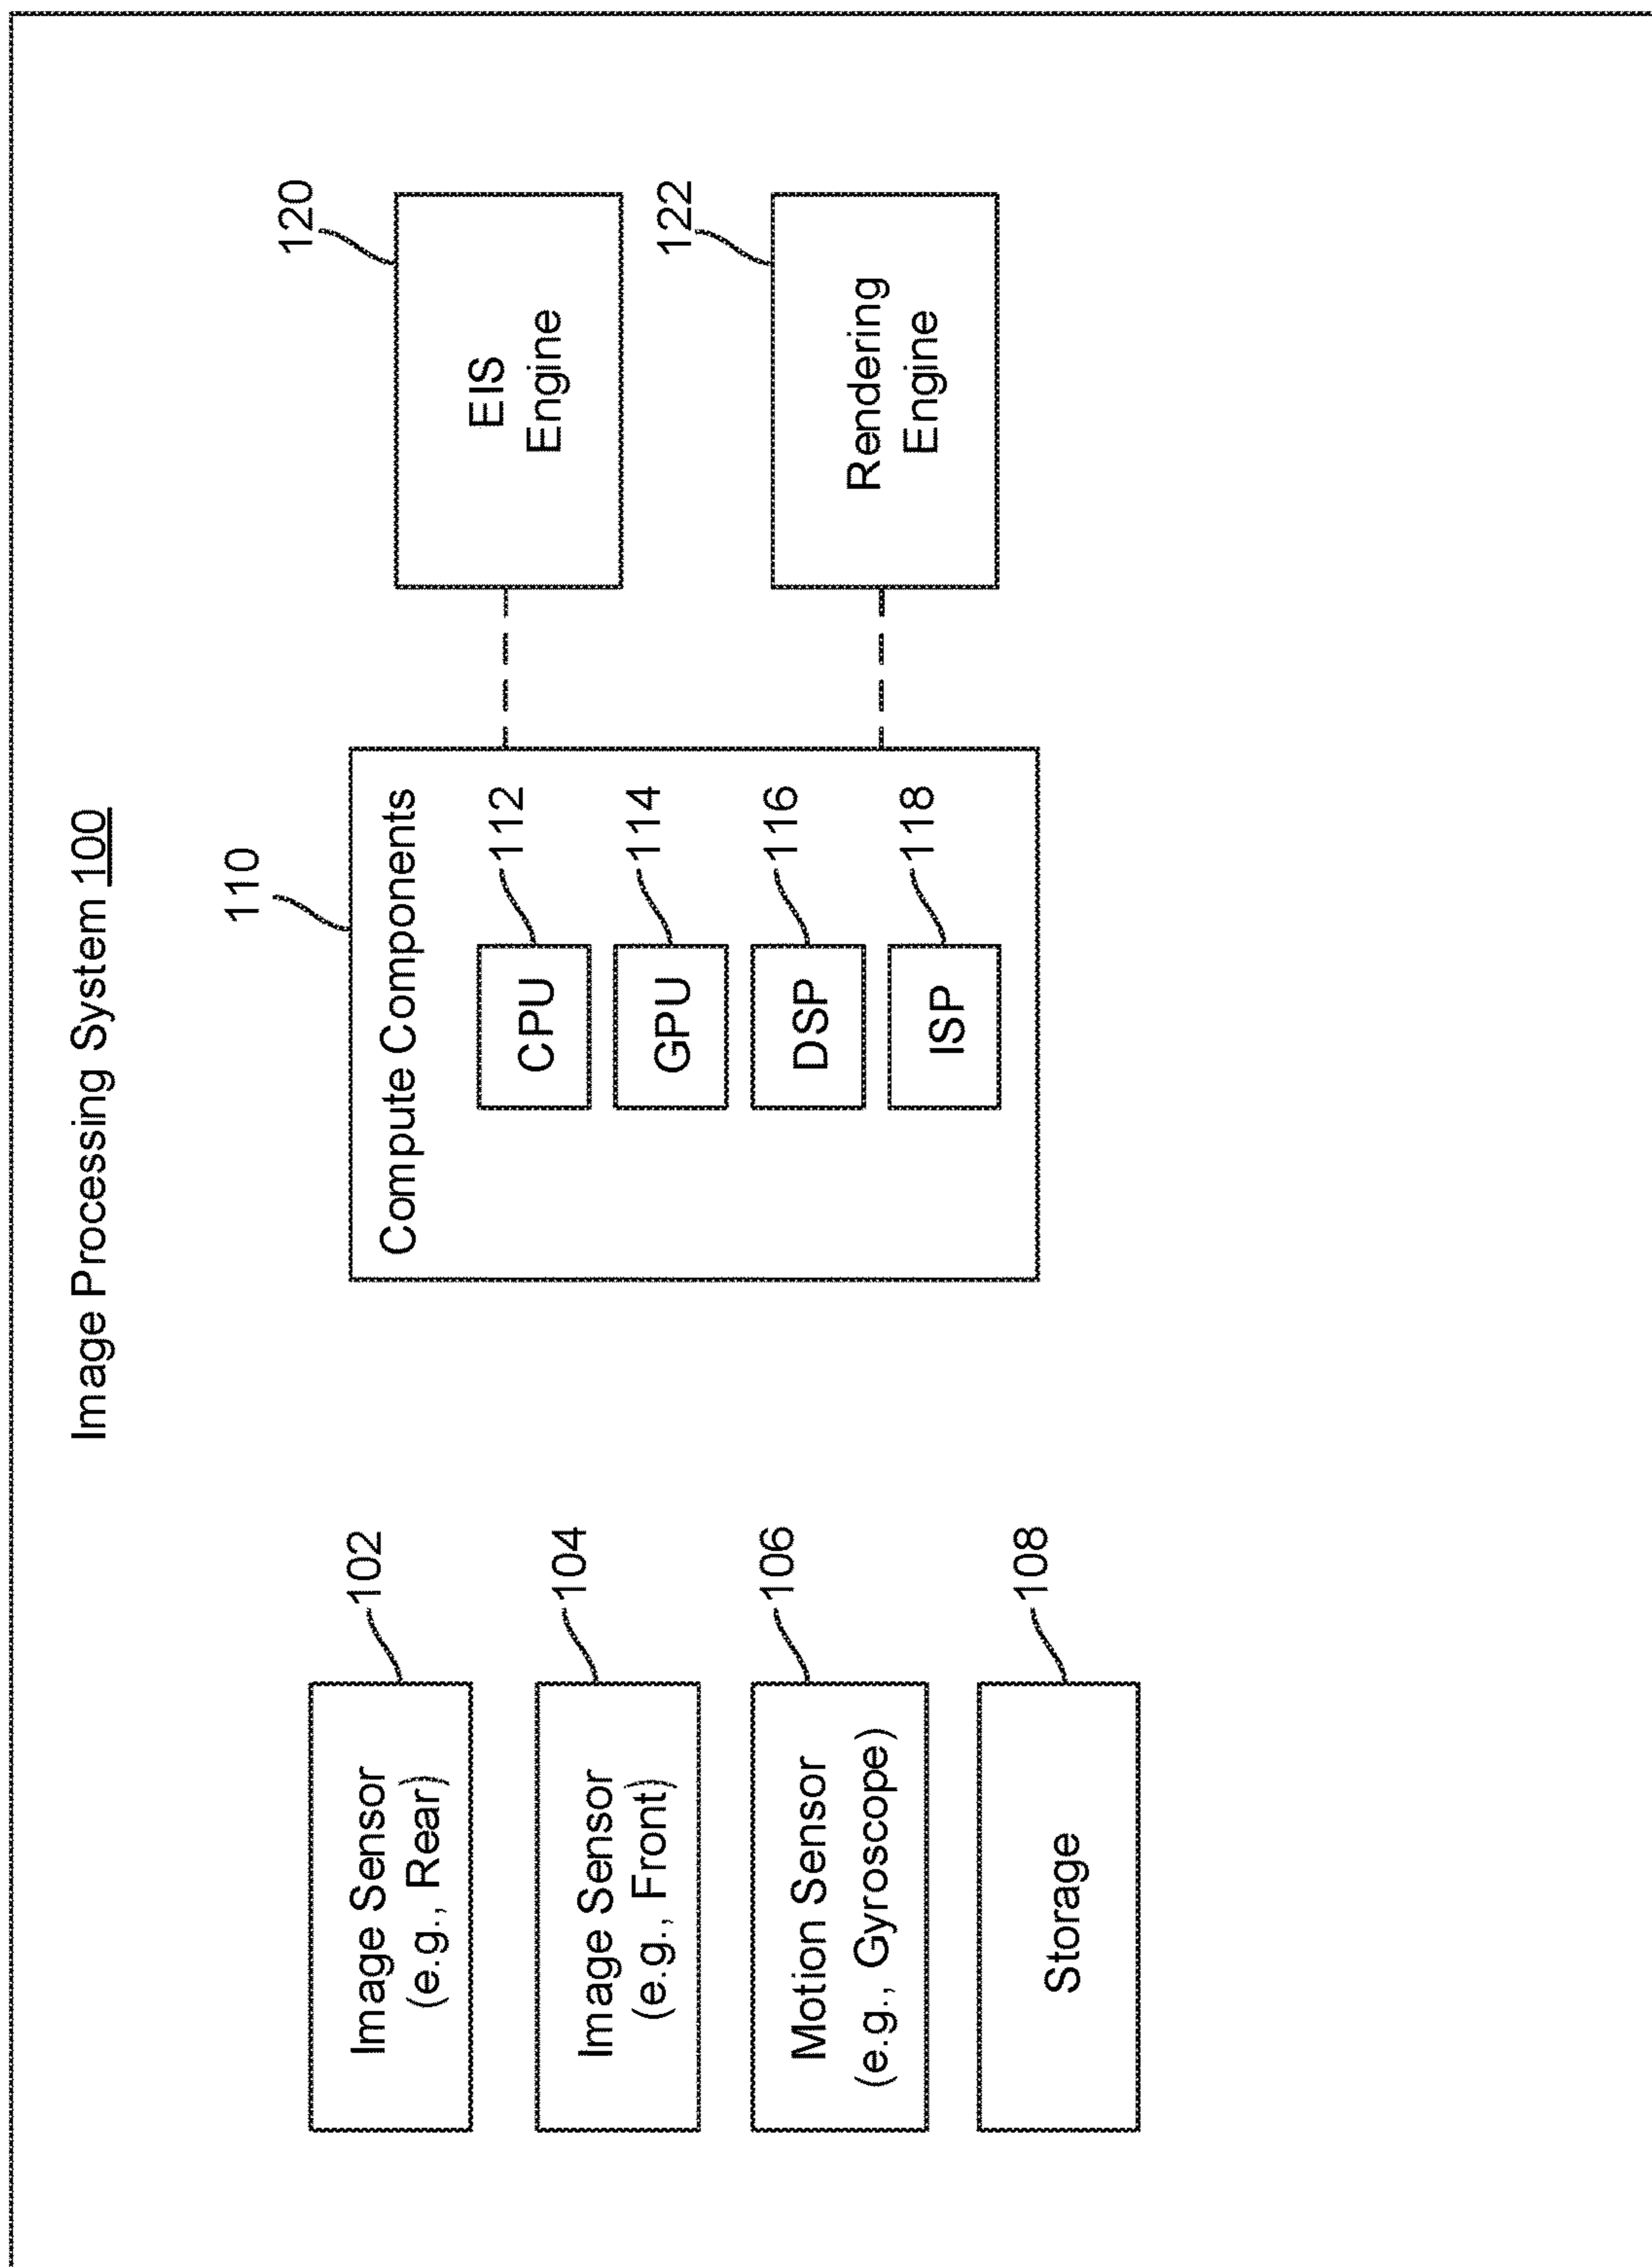 Image Processing System 100
Image Sensor
(e.g., Rear)
102
Image Sensor
(e.g., Front)
104
Motion Sensor
(e.g., Gyroscope)
106
Storage
108
110
Compute Components
CPU
112
GPU
114
DSP
116
ISP
118
120
EIS
Engine
122
Rendering
Engine